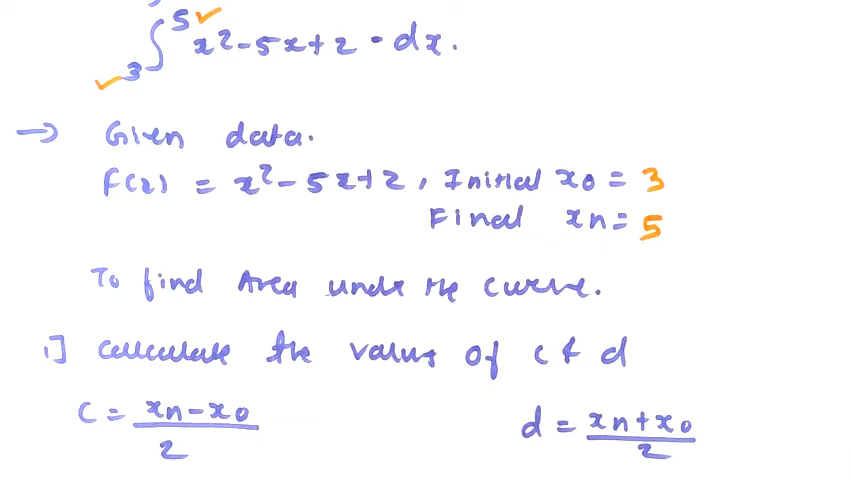 ∫₃⁵ x² - 5x + 2 · dx.
→ Given data.
F(x) = x² - 5x + 2 , Initial x0 = 3
Final xn = 5
To find Area under the curve.
1] calculate the value of c & d
c = (xn - x0)/2 d = (xn + x0)/2